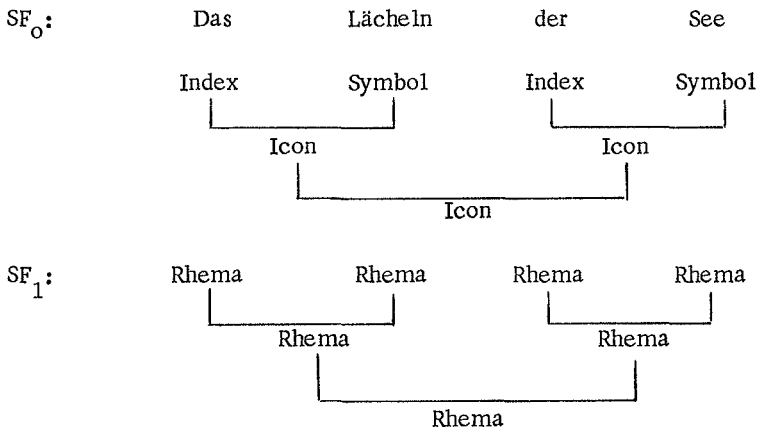 SFo: Das Lächeln der See
Index Symbol Index Symbol
Icon Icon
Icon
SF1: Rhema Rhema Rhema Rhema
Rhema Rhema
Rhema